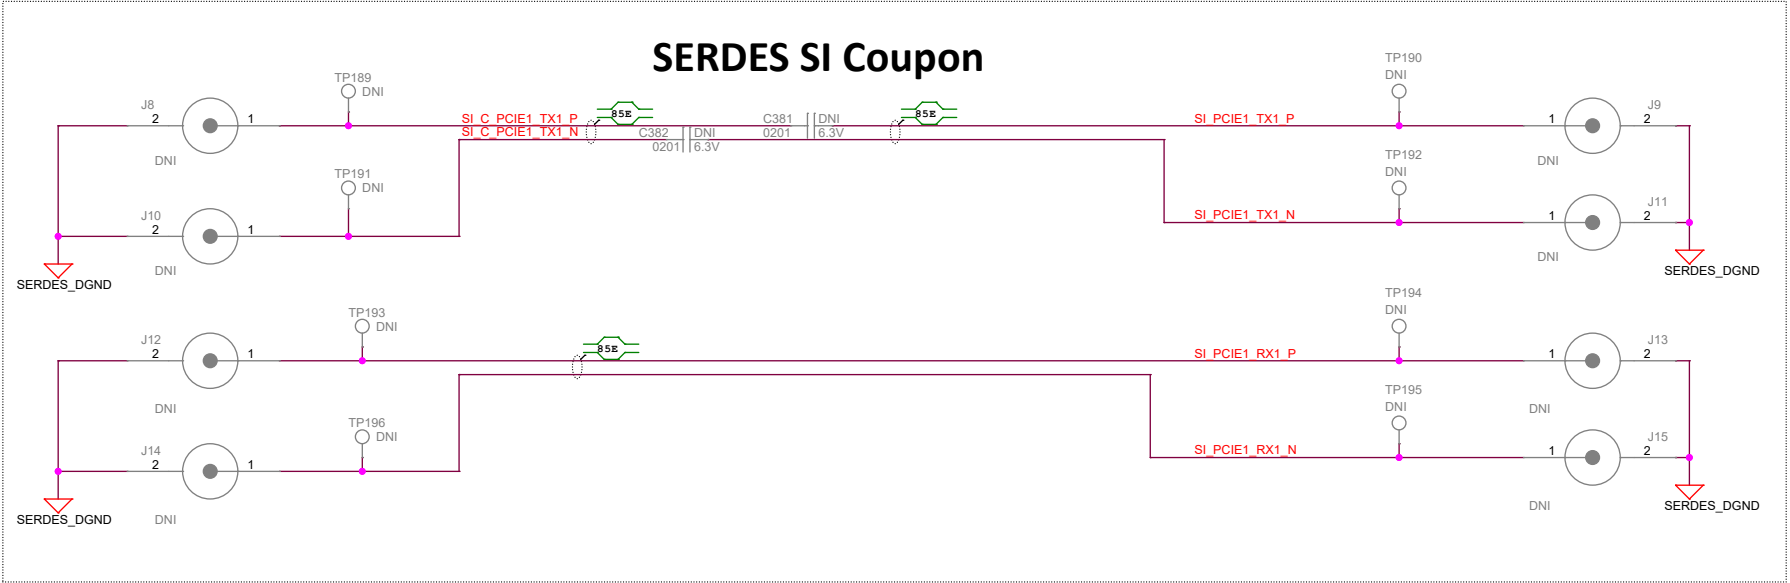 SERDES SI Coupon
TP189
DNI
TP190
DNI
J8
2
1
DNI
SI_C_PCIE1_TX1_P
SI_C_PCIE1_TX1_N
85E
C382
0201
DNI
6.3V
C381
0201
DNI
6.3V
85E
SI_PCIE1_TX1_P
1
J9
2
DNI
TP191
DNI
TP192
DNI
J10
2
1
DNI
SI_PCIE1_TX1_N
1
J11
2
DNI
SERDES_DGND
SERDES_DGND
TP193
DNI
TP194
DNI
J12
2
1
DNI
85E
SI_PCIE1_RX1_P
1
J13
2
DNI
TP196
DNI
TP195
DNI
J14
2
1
DNI
SI_PCIE1_RX1_N
1
J15
2
DNI
SERDES_DGND
SERDES_DGND